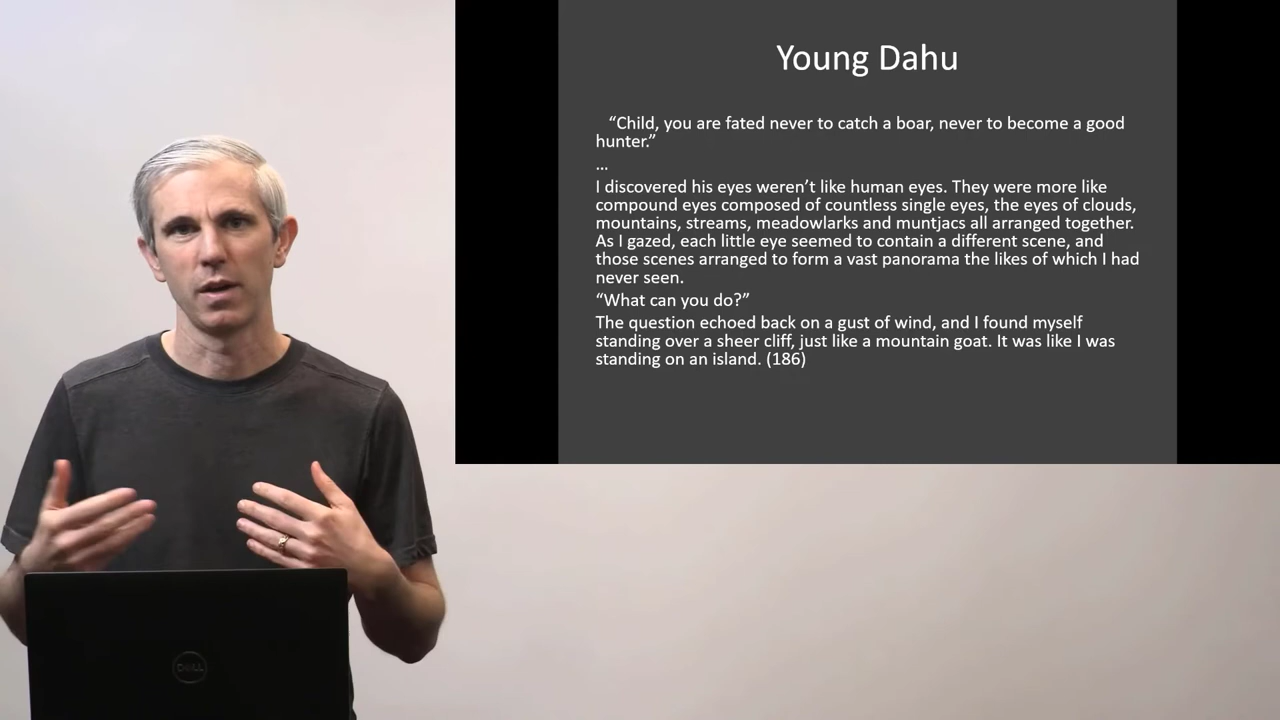 Young Dahu
“Child, you are fated never to catch a boar, never to become a good
hunter.”
…
I discovered his eyes weren’t like human eyes. They were more like
compound eyes composed of countless single eyes, the eyes of clouds,
mountains, streams, meadowlarks and muntjacs all arranged together.
As I gazed, each little eye seemed to contain a different scene, and
those scenes arranged to form a vast panorama the likes of which I had
never seen.
“What can you do?”
The question echoed back on a gust of wind, and I found myself
standing over a sheer cliff, just like a mountain goat. It was like I was
standing on an island. (186)
DELL